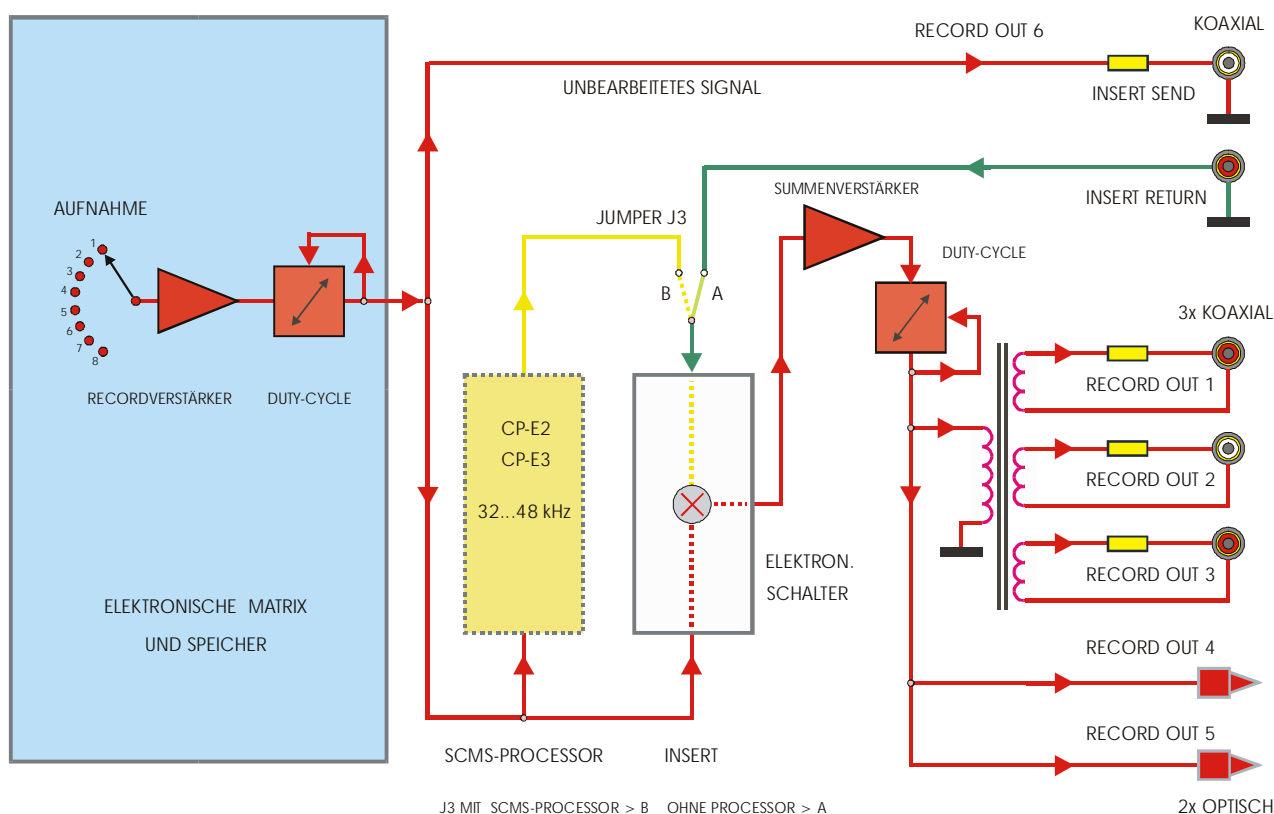 RECORD OUT 6
KOAXIAL
UNBEARBEITETES SIGNAL
INSERT SEND
SUMMENVERSTÄRKER
INSERT RETURN
AUFNAHME
JUMPER J3
1
2
3
4
5
6
7
8
B
A
DUTY-CYCLE
3x KOAXIAL
RECORDVERSTÄRKER
DUTY-CYCLE
RECORD OUT 1
CP-E2
CP-E3
32...48 kHz
RECORD OUT 2
ELEKTRON.
SCHALTER
RECORD OUT 3
ELEKTRONISCHE MATRIX
UND SPEICHER
RECORD OUT 4
SCMS-PROCESSOR
INSERT
RECORD OUT 5
J3 MIT SCMS-PROCESSOR > B OHNE PROCESSOR > A
2x OPTISCH